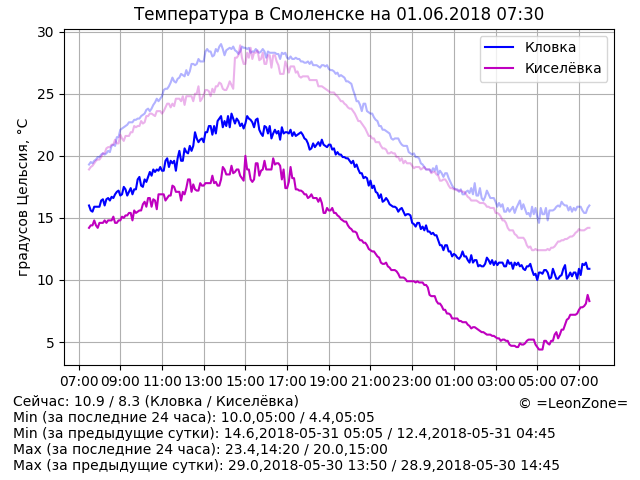 Температура в Смоленске на 01.06.2018 07:30
30
25
20
15
10
5
градусов Цельсия, °C
Кловка
Киселёвка
07:00 09:00 11:00 13:00 15:00 17:00 19:00 21:00 23:00 01:00 03:00 05:00 07:00
Сейчас: 10.9 / 8.3 (Кловка / Киселёвка)
© =LeonZone=
Min (за последние 24 часа): 10.0,05:00 / 4.4,05:05
Min (за предыдущие сутки): 14.6,2018-05-31 05:05 / 12.4,2018-05-31 04:45
Max (за последние 24 часа): 23.4,14:20 / 20.0,15:00
Max (за предыдущие сутки): 29.0,2018-05-30 13:50 / 28.9,2018-05-30 14:45